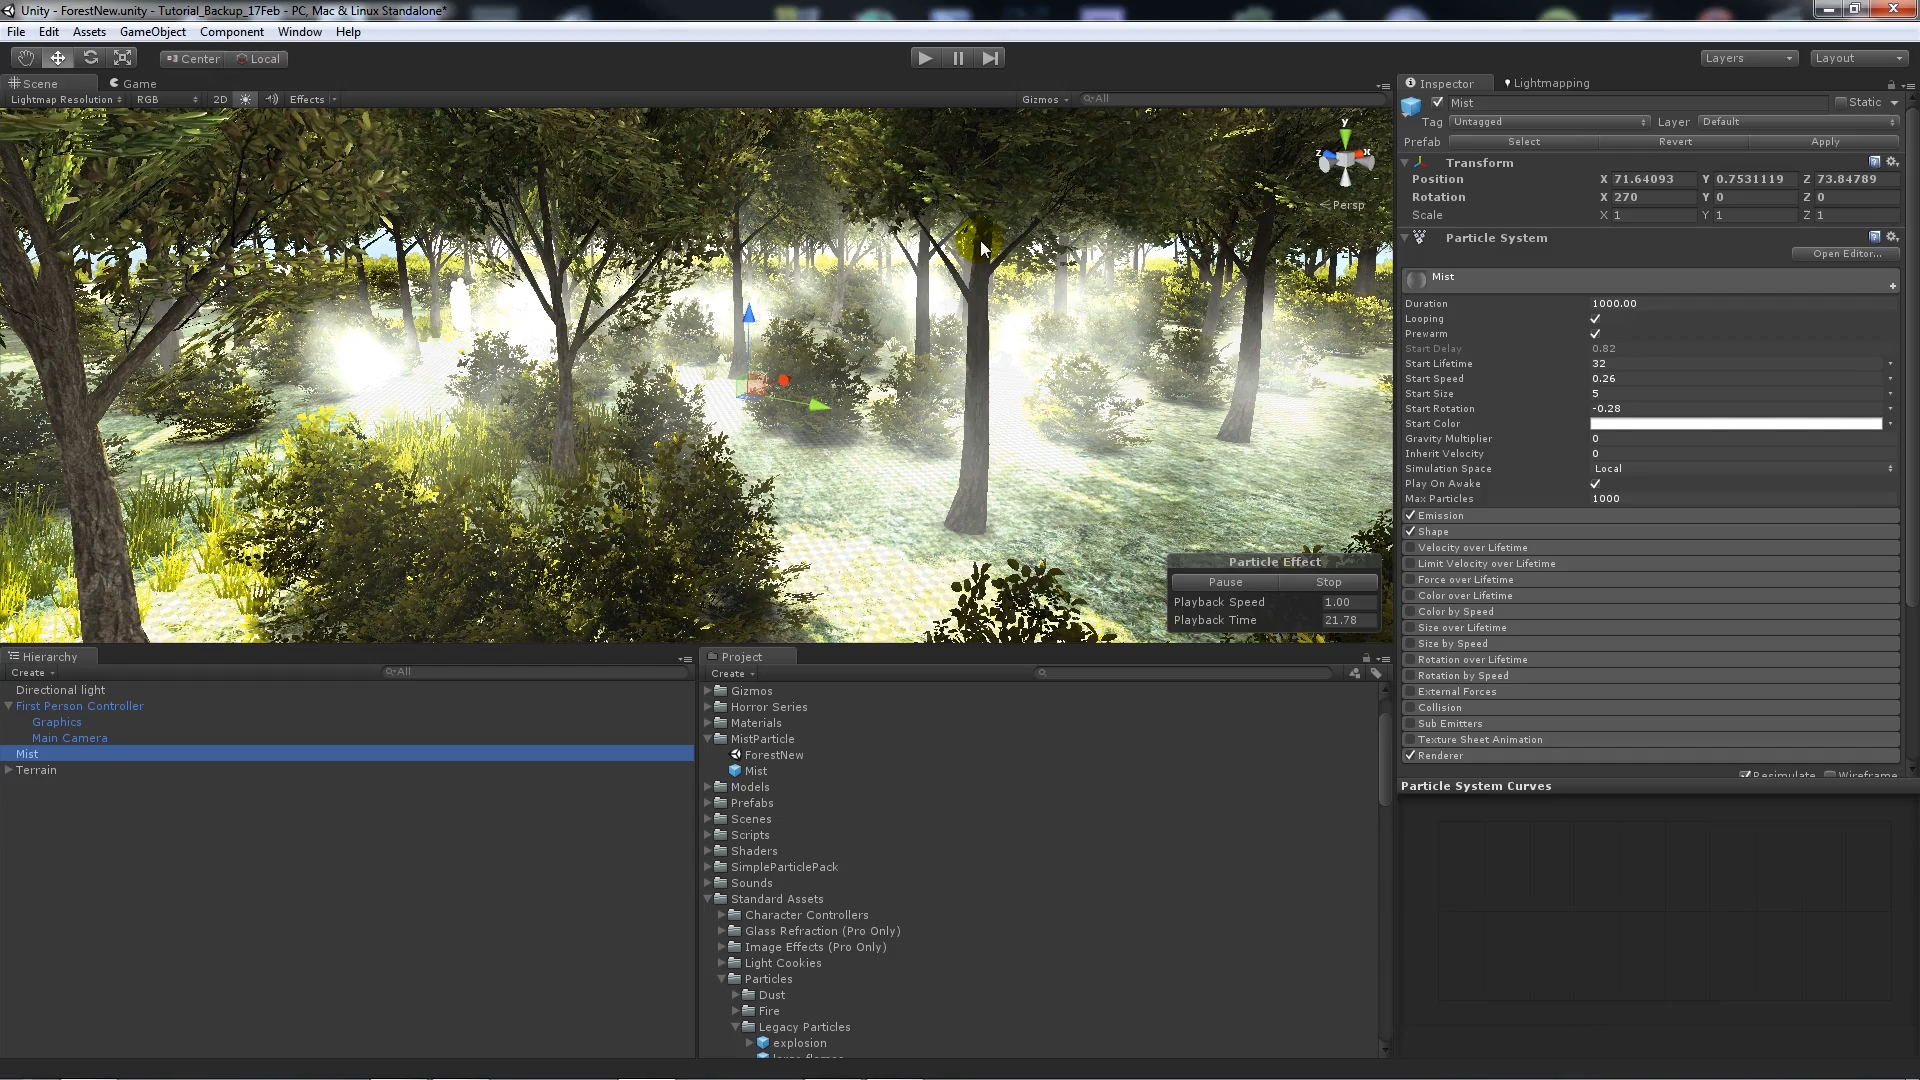 Unity - ForestNew.unity - Tutorial_Backup_17Feb - PC, Mac & Linux Standalone*
File Edit Assets GameObject Component Window Help
Center Local
Layers Layout
Scene Game
Lightmap Resolution RGB 2D Effects Gizmos All
y
z x
Persp
Particle Effect
Pause Stop
Playback Speed 1.00
Playback Time 21.78
Hierarchy
Create All
Directional light
First Person Controller
Graphics
Main Camera
Mist
Terrain
Project
Create
Gizmos
Horror Series
Materials
MistParticle
ForestNew
Mist
Models
Prefabs
Scenes
Scripts
Shaders
SimpleParticlePack
Sounds
Standard Assets
Character Controllers
Glass Refraction (Pro Only)
Image Effects (Pro Only)
Light Cookies
Particles
Dust
Fire
Legacy Particles
explosion
Inspector Lightmapping
Mist Static
Tag Untagged Layer Default
Prefab Select Revert Apply
Transform
Position X 71.64093 Y 0.7531119 Z 73.84789
Rotation X 270 Y 0 Z 0
Scale X 1 Y 1 Z 1
Particle System
Open Editor...
Mist
Duration 1000.00
Looping
Prewarm
Start Delay 0.82
Start Lifetime 32
Start Speed 0.26
Start Size 5
Start Rotation -0.28
Start Color
Gravity Multiplier 0
Inherit Velocity 0
Simulation Space Local
Play On Awake
Max Particles 1000
Emission
Shape
Velocity over Lifetime
Limit Velocity over Lifetime
Force over Lifetime
Color over Lifetime
Color by Speed
Size over Lifetime
Size by Speed
Rotation over Lifetime
Rotation by Speed
External Forces
Collision
Sub Emitters
Texture Sheet Animation
Renderer
Resimulate Wireframe
Particle System Curves